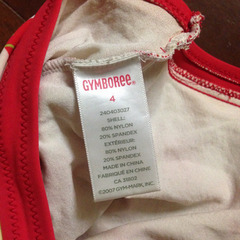 GYMBOREE®
4
240403027
SHELL:
80% NYLON
20% SPANDEX
EXTÉRIEUR:
80% NYLON
20% SPANDEX
MADE IN CHINA
FABRIQUÉ EN CHINE
CA 31902
©2007 GYM-MARK, INC.